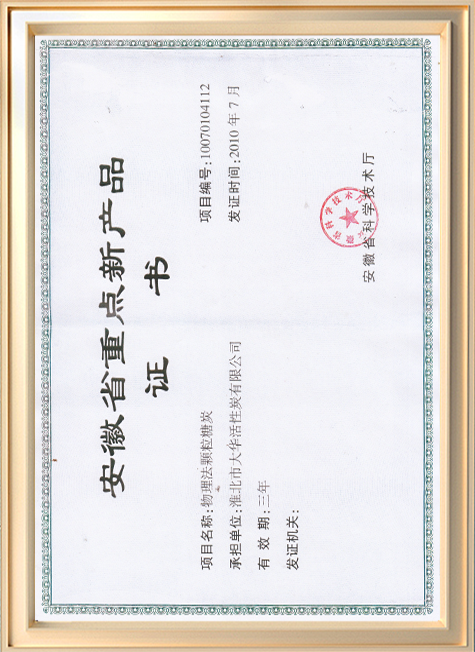 安徽省重点新产品
证书
项目名称:物理法颗粒糖炭
项目编号:10070104112
承担单位:淮北市大华活性炭有限公司
发证时间:2010 年 7 月
有 效 期:三年
发证机关:
安徽省科学技术厅